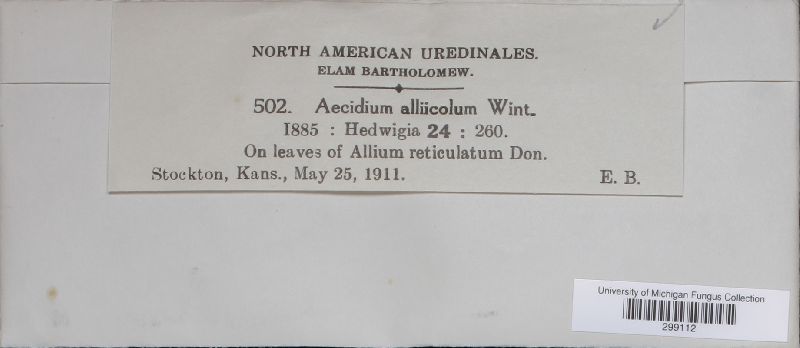 NORTH AMERICAN UREDINALES.
ELAM BARTHOLOMEW.
502. Aecidium alliicolum Wint.
1885 : Hedwigia 24 : 260.
On leaves of Allium reticulatum Don.
Stockton, Kans., May 25, 1911. E. B.
University of Michigan Fungus Collection
299112